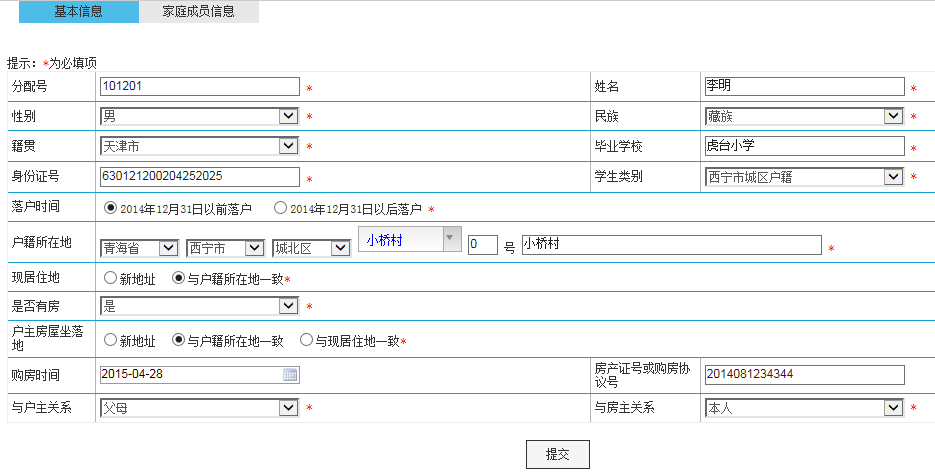 基本信息 家庭成员信息
提示：*为必填项
分配号 101201 * 姓名 李明 *
性别 男 * 民族 藏族 *
籍贯 天津市 * 毕业学校 虎台小学 *
身份证号 630121200204252025 * 学生类别 西宁市城区户籍 *
落户时间 2014年12月31日以前落户 2014年12月31日以后落户 *
户籍所在地 青海省 西宁市 城北区 小桥村 0 号 小桥村 *
现居住地 新地址 与户籍所在地一致*
是否有房 是 *
户主房屋坐落
地 新地址 与户籍所在地一致 与现居住地一致*
购房时间 2015-04-28 房产证号或购房协
议号 2014081234344
与户主关系 父母 * 与房主关系 本人 *
提交